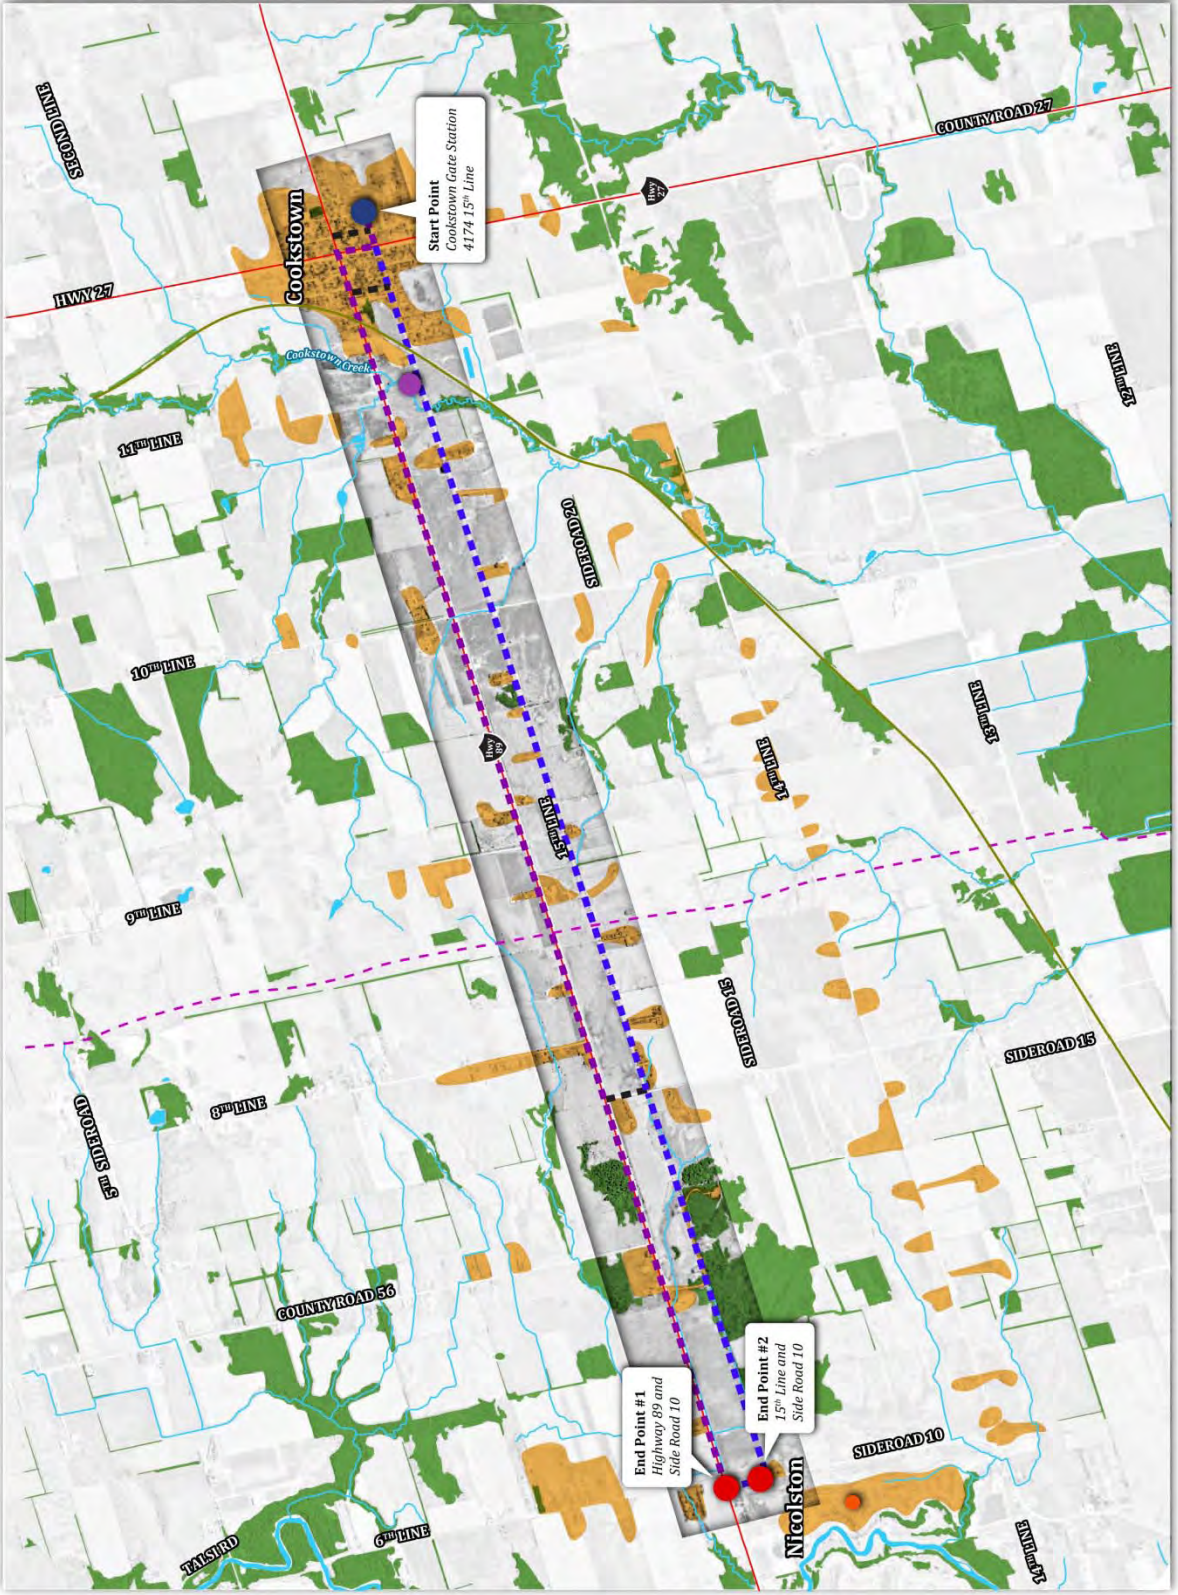 SECOND LINE
HWY 27
Cookstown
Start Point
Cookstown Gate Station
4174 15th Line
Hwy
27
COUNTY ROAD 27
Cookstown Creek
11TH LINE
12TH LINE
SIDEROAD 20
10TH LINE
Hwy
89
13TH LINE
14TH LINE
15TH LINE
9TH LINE
SIDEROAD 15
SIDEROAD 15
8TH LINE
5TH SIDEROAD
COUNTY ROAD 56
End Point #1
Highway 89 and
Side Road 10
End Point #2
15th Line and
Side Road 10
SIDEROAD 10
Nicolston
6TH LINE
TALSI RD
14TH LINE